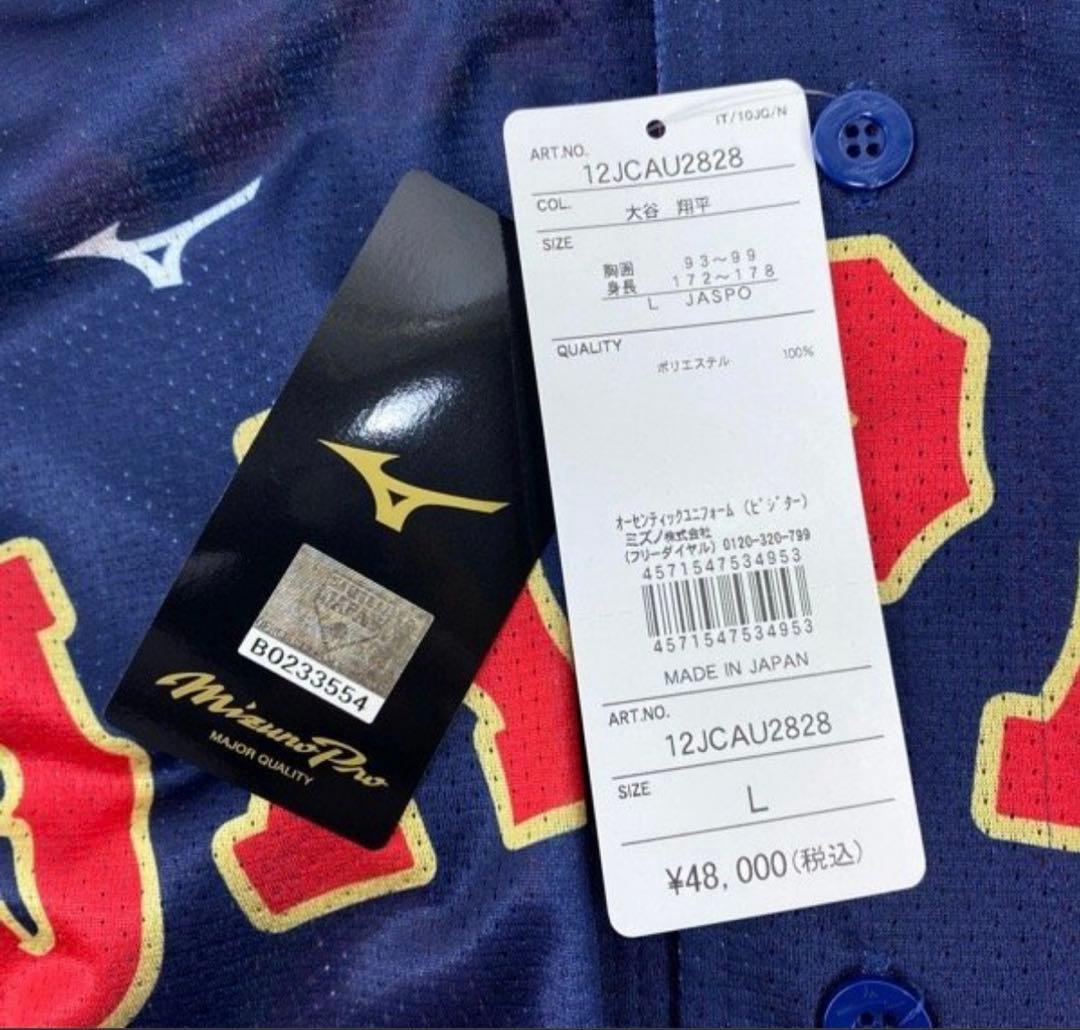 IT/10JG/N
ART.NO.
12JCAU2828
COL.
大谷 翔平
SIZE
胸囲 93～99
身長 172～178
L JASPO
QUALITY
ポリエステル 100%
オーセンティックユニフォーム (ビジター)
ミズノ株式会社
(フリーダイヤル) 0120-320-799
4571547534953
4571547534953
MADE IN JAPAN
ART.NO.
12JCAU2828
SIZE
L
¥48,000(税込)
JAPAN
B0233554
Mizuno Pro
MAJOR QUALITY